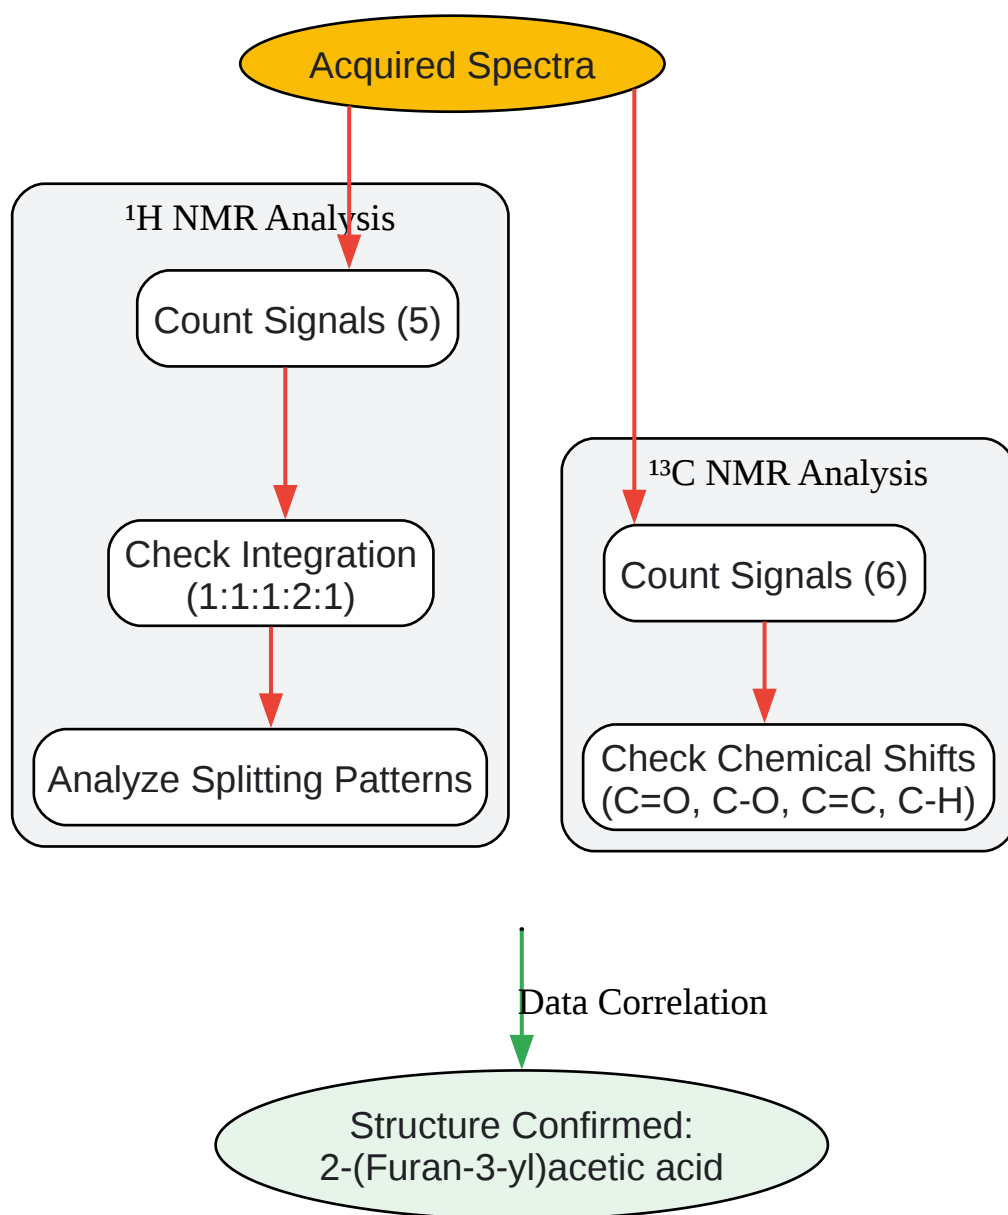 Acquired Spectra
¹H NMR Analysis
Count Signals (5)
Check Integration
(1:1:1:2:1)
Analyze Splitting Patterns
¹³C NMR Analysis
Count Signals (6)
Check Chemical Shifts
(C=O, C-O, C=C, C-H)
Data Correlation
Structure Confirmed:
2-(Furan-3-yl)acetic acid